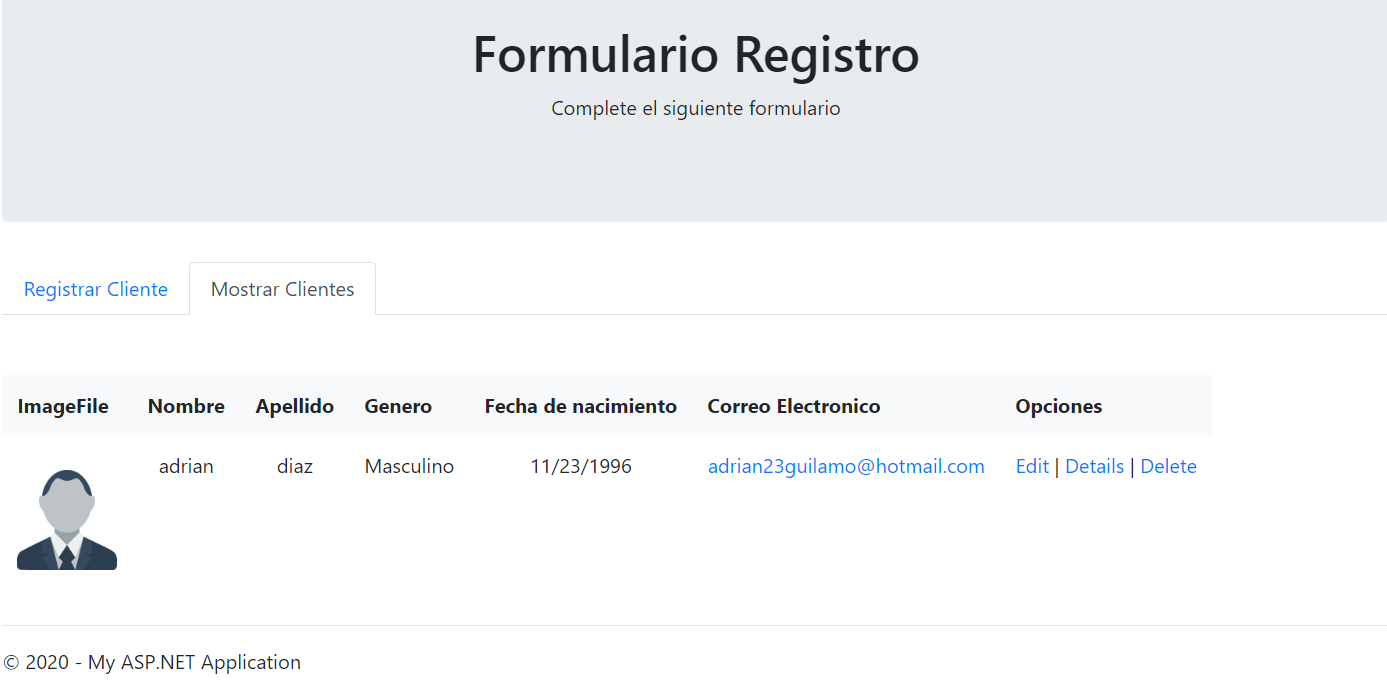 Formulario Registro
Complete el siguiente formulario
Registrar Cliente Mostrar Clientes
ImageFile Nombre Apellido Genero Fecha de nacimiento Correo Electronico Opciones
adrian diaz Masculino 11/23/1996 adrian23guilamo@hotmail.com Edit | Details | Delete
© 2020 - My ASP.NET Application